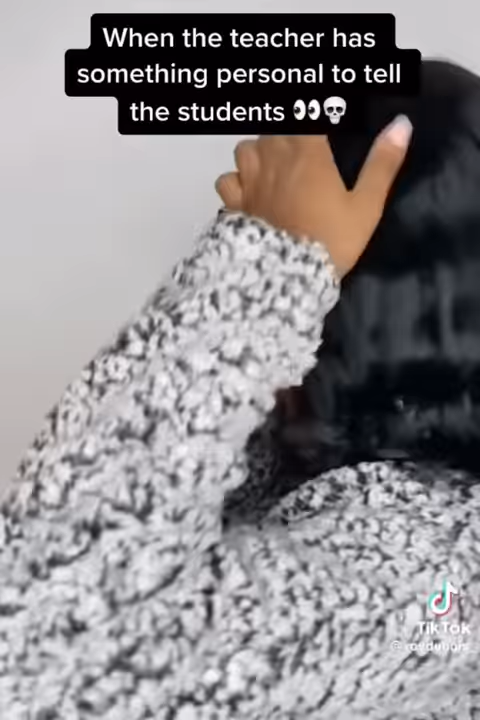 When the teacher has
something personal to tell
the students 👀💀
TikTok